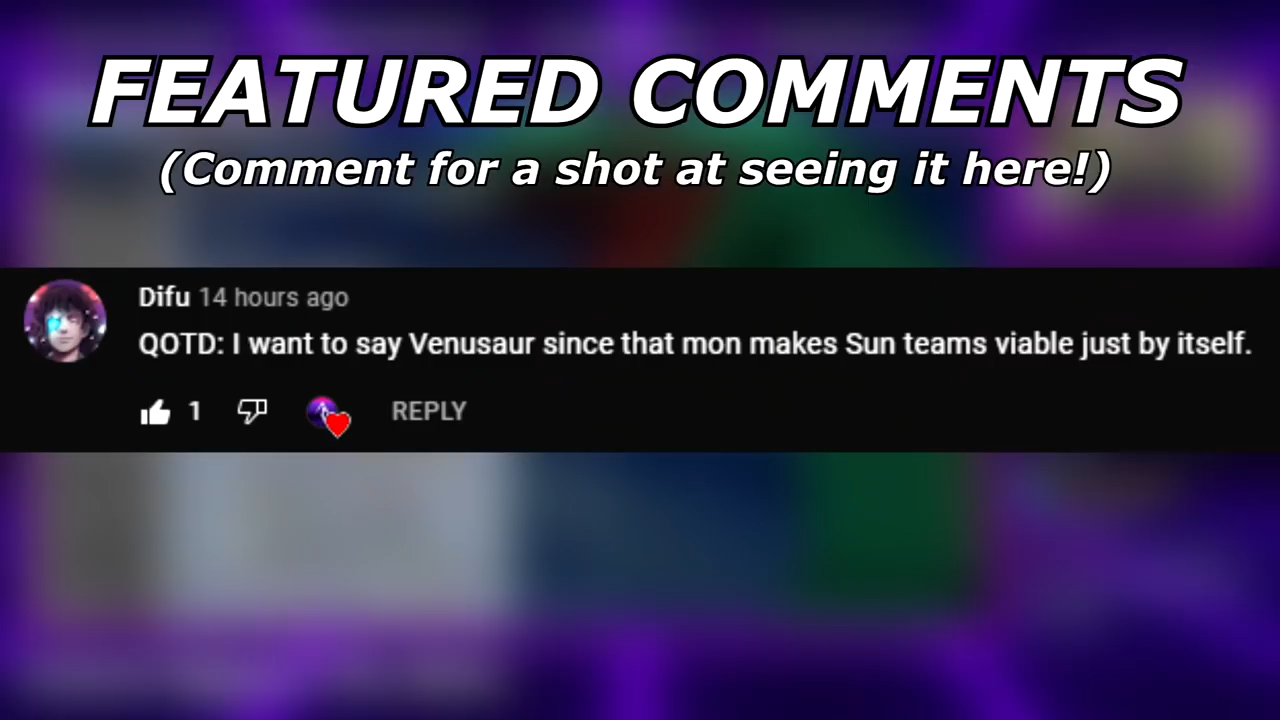 FEATURED COMMENTS
(Comment for a shot at seeing it here!)
Difu 14 hours ago
QOTD: I want to say Venusaur since that mon makes Sun teams viable just by itself.
1 REPLY